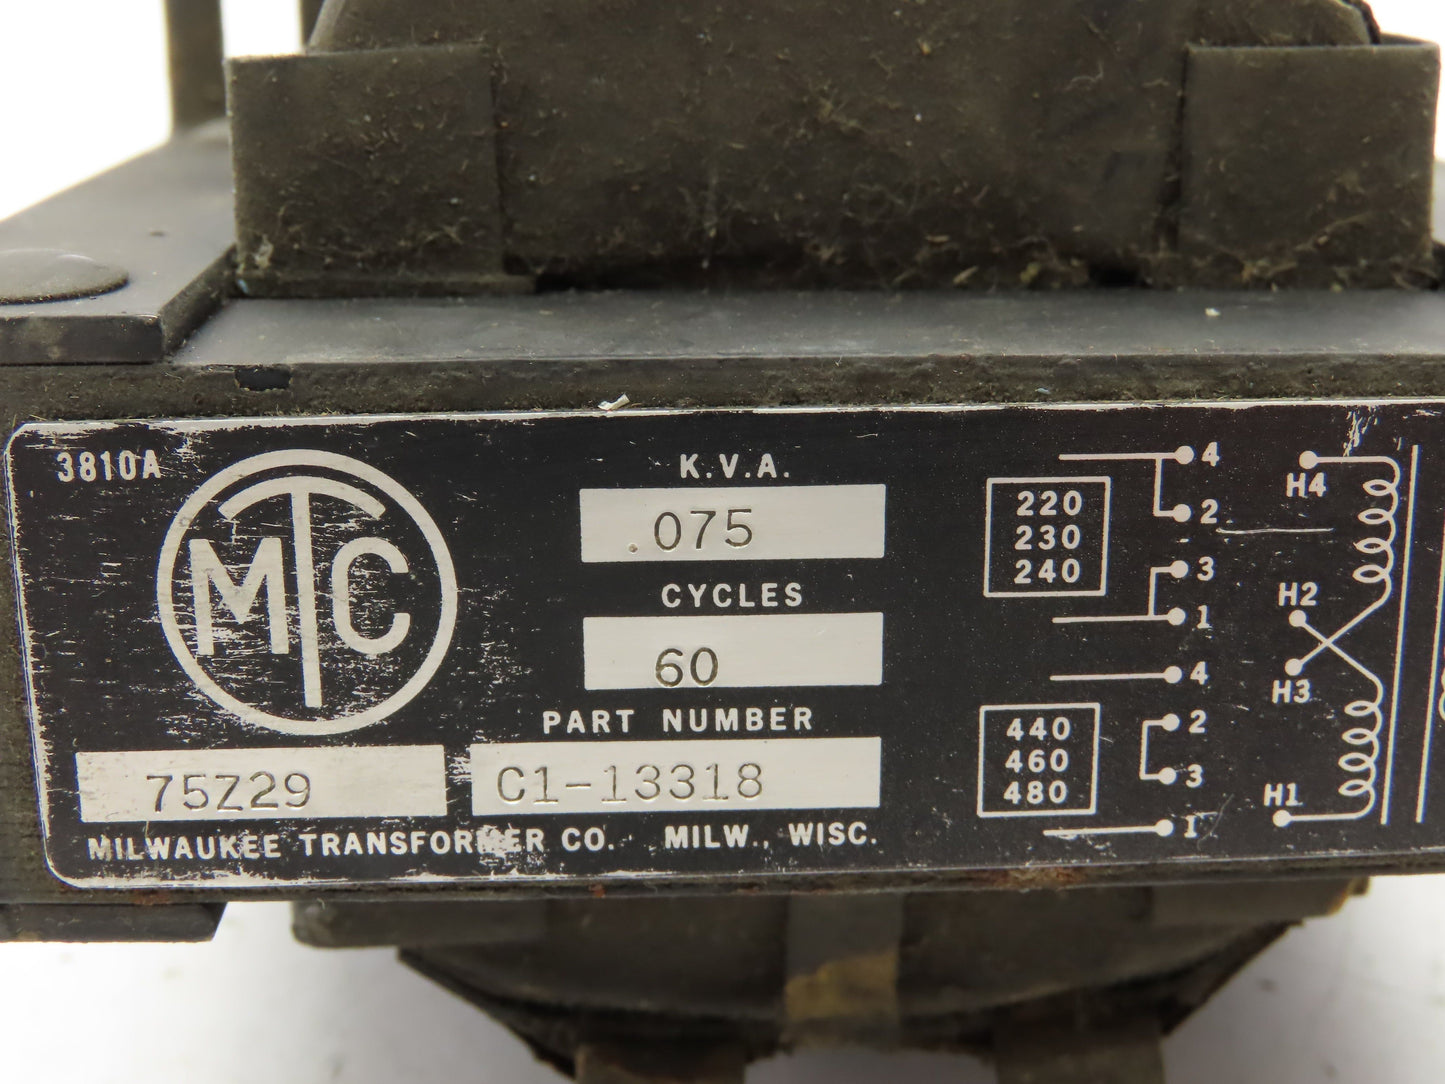 3810A
MTC
K.V.A.
.075
CYCLES
60
PART NUMBER
75Z29 C1-13318
MILWAUKEE TRANSFORMER CO. MILW., WISC.
220
230
240
4
2
3
1
440
460
480
4
2
3
1
H4
H2
H3
H1